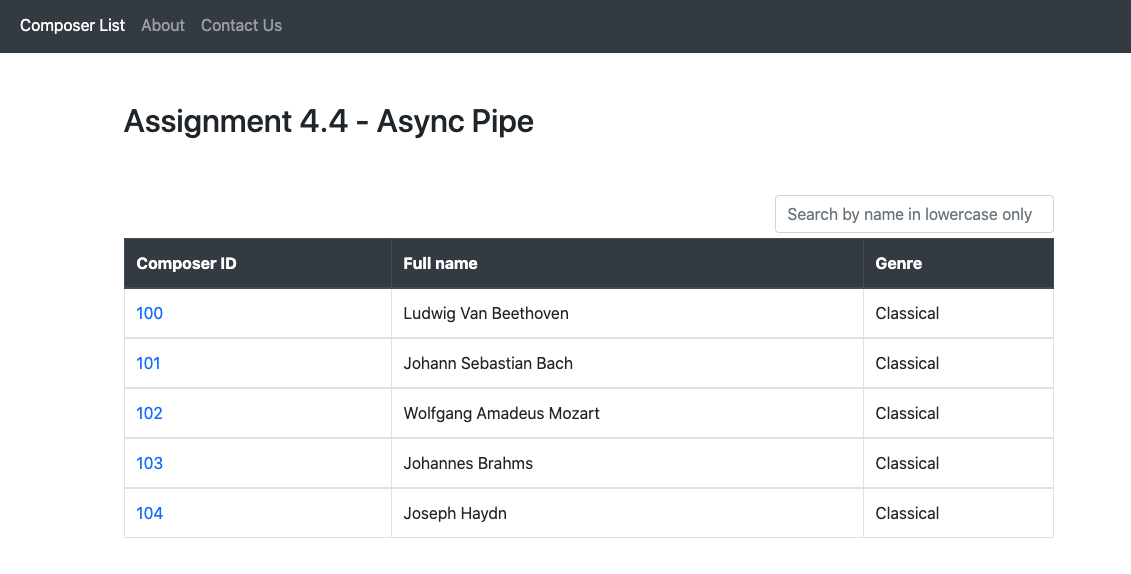 Composer List About Contact Us
Assignment 4.4 - Async Pipe
Search by name in lowercase only
Composer ID Full name Genre
100 Ludwig Van Beethoven Classical
101 Johann Sebastian Bach Classical
102 Wolfgang Amadeus Mozart Classical
103 Johannes Brahms Classical
104 Joseph Haydn Classical